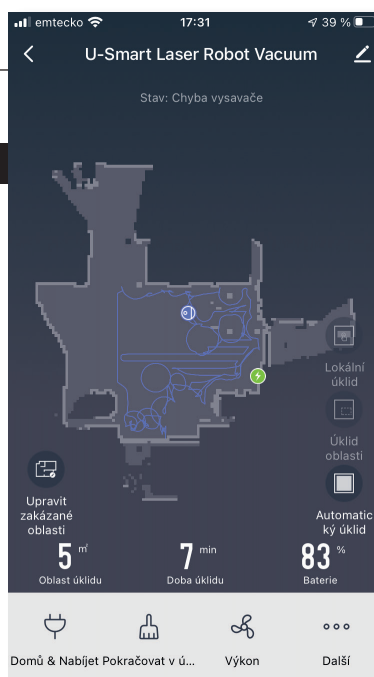 emtecko 17:31 39 %
U-Smart Laser Robot Vacuum
Stav: Chyba vysavače
Lokální
úklid
Úklid
oblasti
Upravit
zakázané
oblasti
Automatic
ký úklid
5 m² 7 min 83 %
Oblast úklidu Doba úklidu Baterie
Domů & Nabíjet Pokračovat v ú... Výkon Další